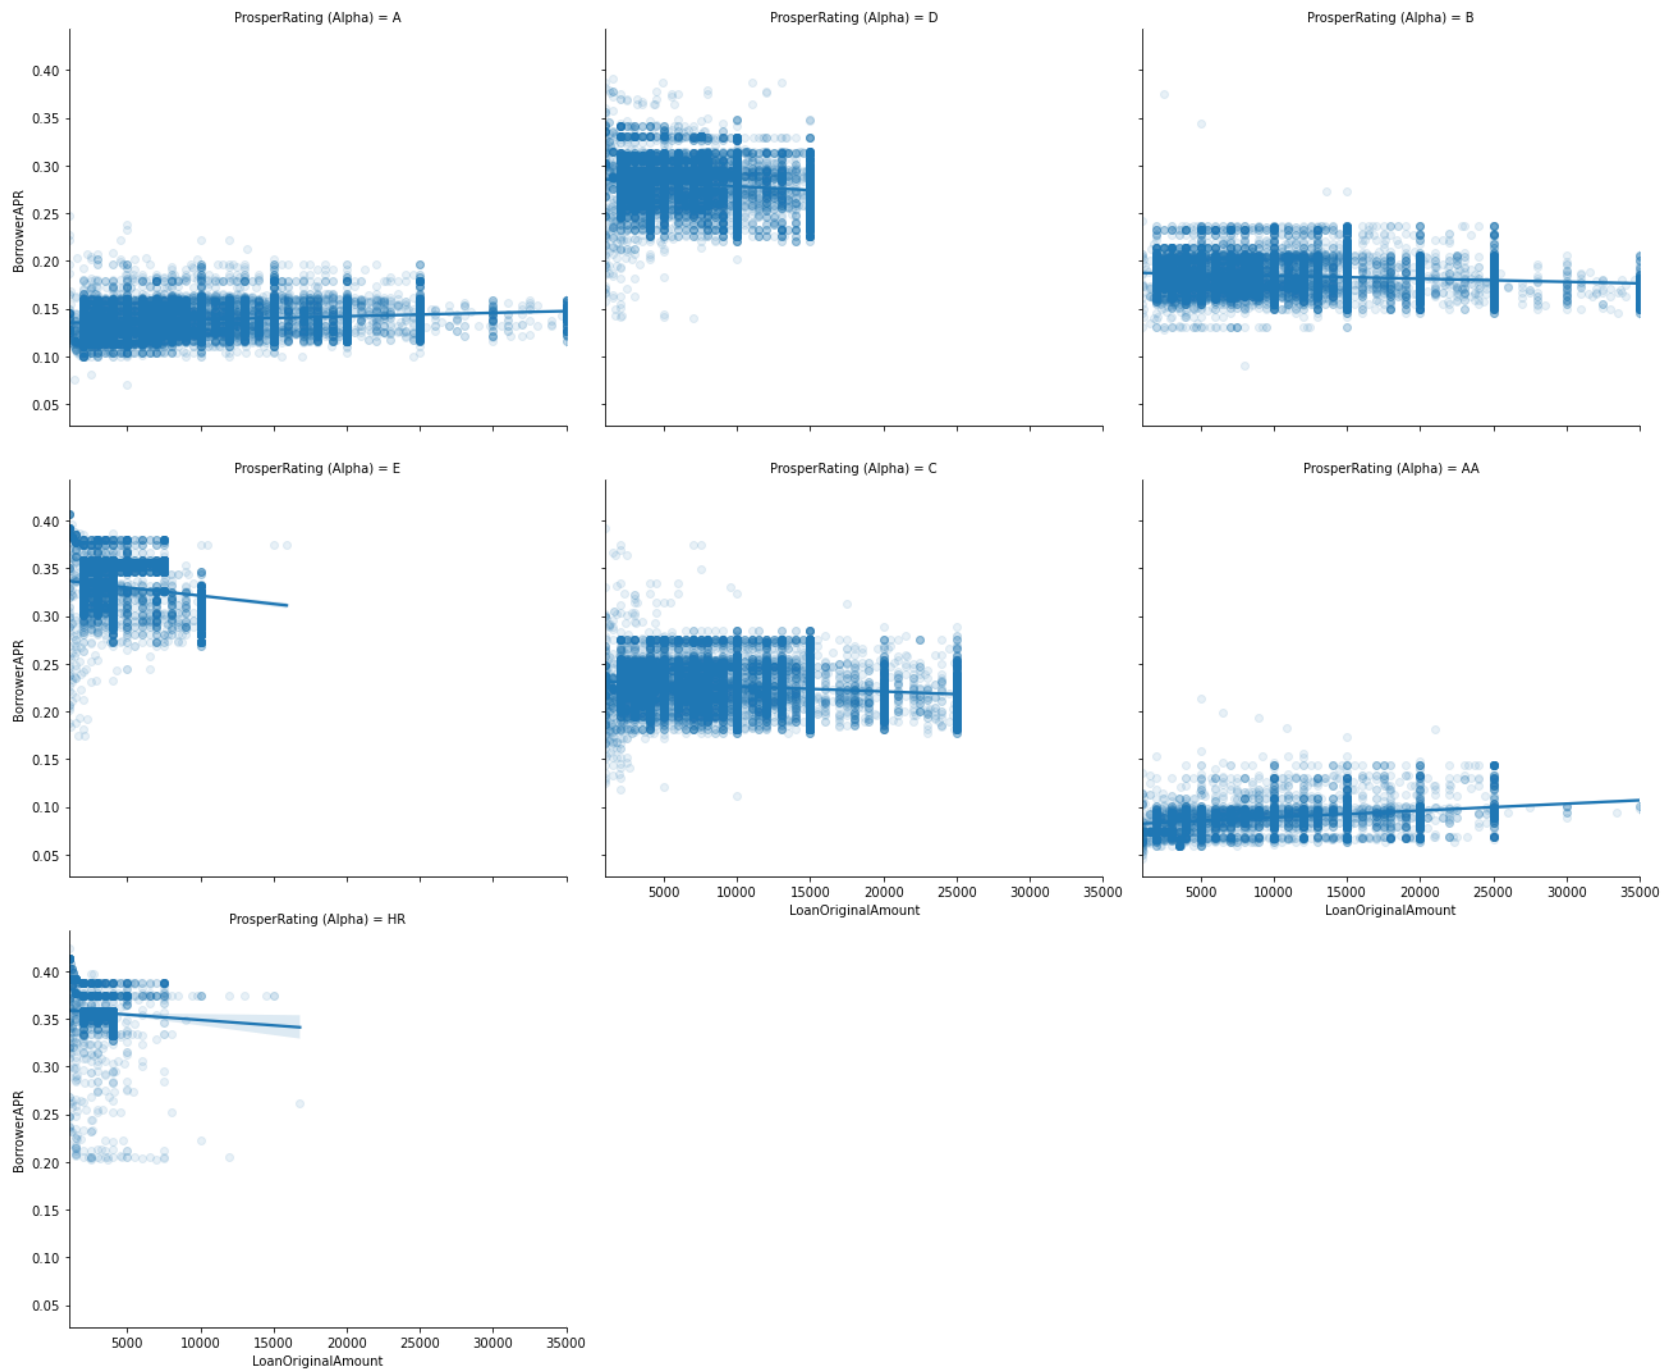 ProsperRating (Alpha) = A
ProsperRating (Alpha) = D
ProsperRating (Alpha) = B
0.40
0.35
0.30
0.25
0.20
0.15
0.10
0.05
BorrowerAPR
ProsperRating (Alpha) = E
ProsperRating (Alpha) = C
ProsperRating (Alpha) = AA
0.40
0.35
0.30
0.25
0.20
0.15
0.10
0.05
BorrowerAPR
5000 10000 15000 20000 25000 30000 35000
LoanOriginalAmount
5000 10000 15000 20000 25000 30000 35000
LoanOriginalAmount
ProsperRating (Alpha) = HR
0.40
0.35
0.30
0.25
0.20
0.15
0.10
0.05
BorrowerAPR
5000 10000 15000 20000 25000 30000 35000
LoanOriginalAmount